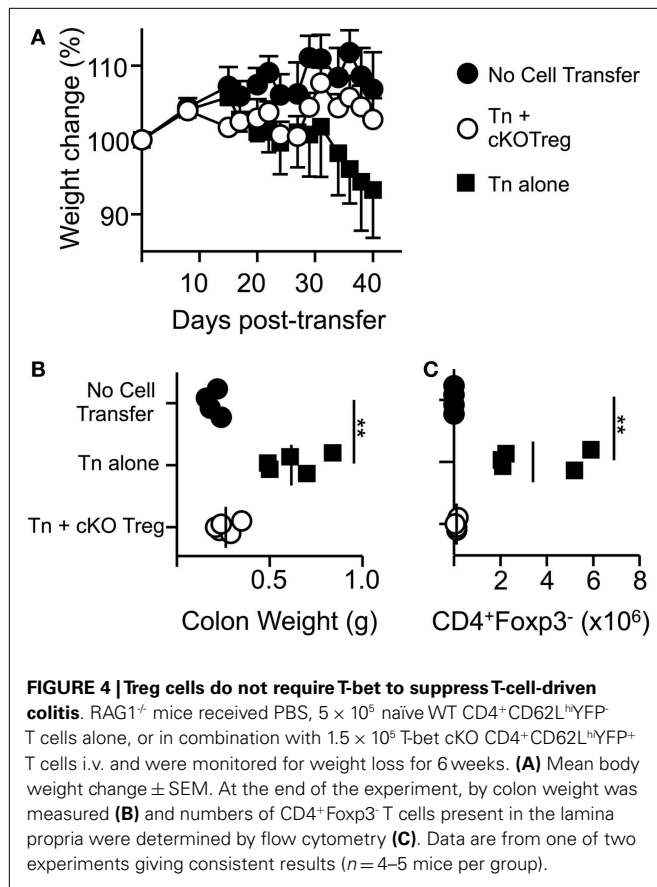 A
Weight change (%)
110
100
90
10
20
30
40
Days post-transfer
No Cell Transfer
Tn +
cKOTreg
Tn alone
B
No Cell
Transfer
Tn alone
Tn + cKO Treg
**
0.5
1.0
Colon Weight (g)
C
**
2
4
6
8
CD4⁺Foxp3⁻ (x10⁶)
FIGURE 4 | Treg cells do not require T-bet to suppress T-cell-driven
colitis. RAG1⁻/⁻ mice received PBS, 5 × 10⁵ naïve WT CD4⁺CD62LʰⁱYFP⁻
T cells alone, or in combination with 1.5 × 10⁵ T-bet cKO CD4⁺CD62LʰⁱYFP⁺
T cells i.v. and were monitored for weight loss for 6 weeks. (A) Mean body
weight change ± SEM. At the end of the experiment, by colon weight was
measured (B) and numbers of CD4⁺Foxp3⁻ T cells present in the lamina
propria were determined by flow cytometry (C). Data are from one of two
experiments giving consistent results (n = 4–5 mice per group).